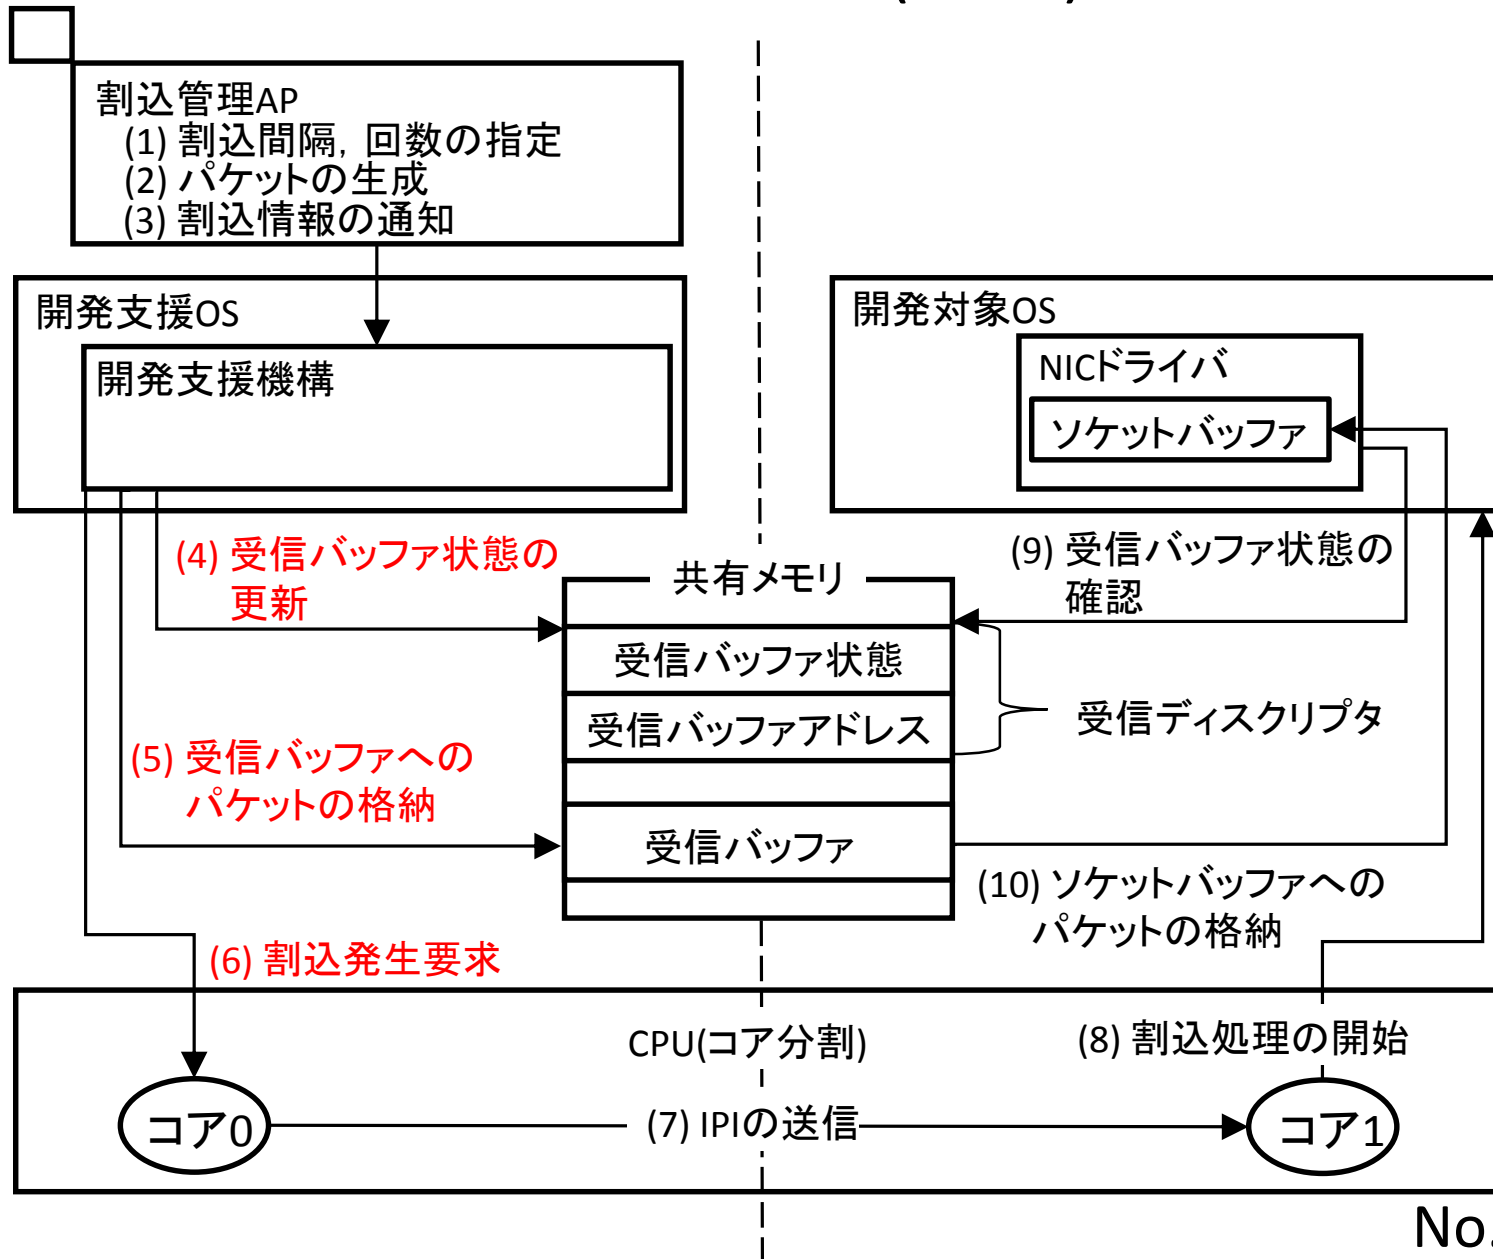 割込管理AP
(1) 割込間隔，回数の指定
(2) パケットの生成
(3) 割込情報の通知
開発支援OS
開発支援機構
開発対象OS
NICドライバ
ソケットバッファ
(4) 受信バッファ状態の
更新
(9) 受信バッファ状態の
確認
共有メモリ
受信バッファ状態
受信バッファアドレス
受信ディスクリプタ
(5) 受信バッファへの
パケットの格納
受信バッファ
(10) ソケットバッファへの
パケットの格納
(6) 割込発生要求
CPU(コア分割)
(8) 割込処理の開始
コア0
(7) IPIの送信
コア1
No.